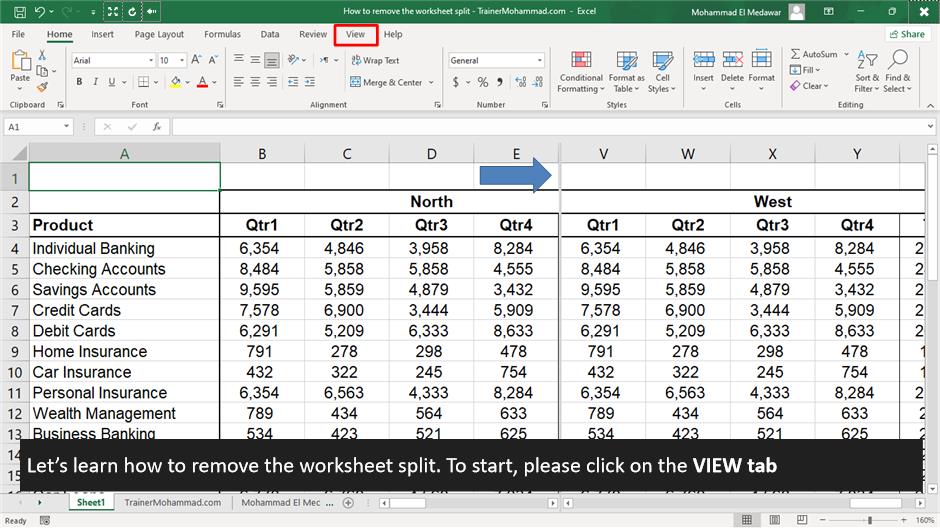 How to remove the worksheet split - TrainerMohammad.com - Excel Mohammad El Medawar
File Home Insert Page Layout Formulas Data Review View Help Share
Paste Arial 10 A A Wrap Text General Conditional Formatting Format as Table Cell Styles Insert Delete Format AutoSum Sort & Filter Find & Select
B I U A Merge & Center $ % Fill Clear
Clipboard Font Alignment Number Styles Cells Editing
A1 fx
A B C D E V W X Y
1
2 North West
3 Product Qtr1 Qtr2 Qtr3 Qtr4 Qtr1 Qtr2 Qtr3 Qtr4
4 Individual Banking 6,354 4,846 3,958 8,284 6,354 4,846 3,958 8,284 2
5 Checking Accounts 8,484 5,858 5,858 4,555 8,484 5,858 5,858 4,555 2
6 Savings Accounts 9,595 5,859 4,879 3,432 9,595 5,859 4,879 3,432 2
7 Credit Cards 7,578 6,900 3,444 5,909 7,578 6,900 3,444 5,909 2
8 Debit Cards 6,291 5,209 6,333 8,633 6,291 5,209 6,333 8,633 2
9 Home Insurance 791 278 298 478 791 278 298 478 1
10 Car Insurance 432 322 245 754 432 322 245 754 1
11 Personal Insurance 6,354 6,563 4,333 8,284 6,354 6,563 4,333 8,284 2
12 Wealth Management 789 434 564 633 789 434 564 633 2
13 Business Banking 534 423 521 625 534 423 521 625
Let's learn how to remove the worksheet split. To start, please click on the VIEW tab
Sheet1 TrainerMohammad.com Mohammad El Mec ...
Ready 160%